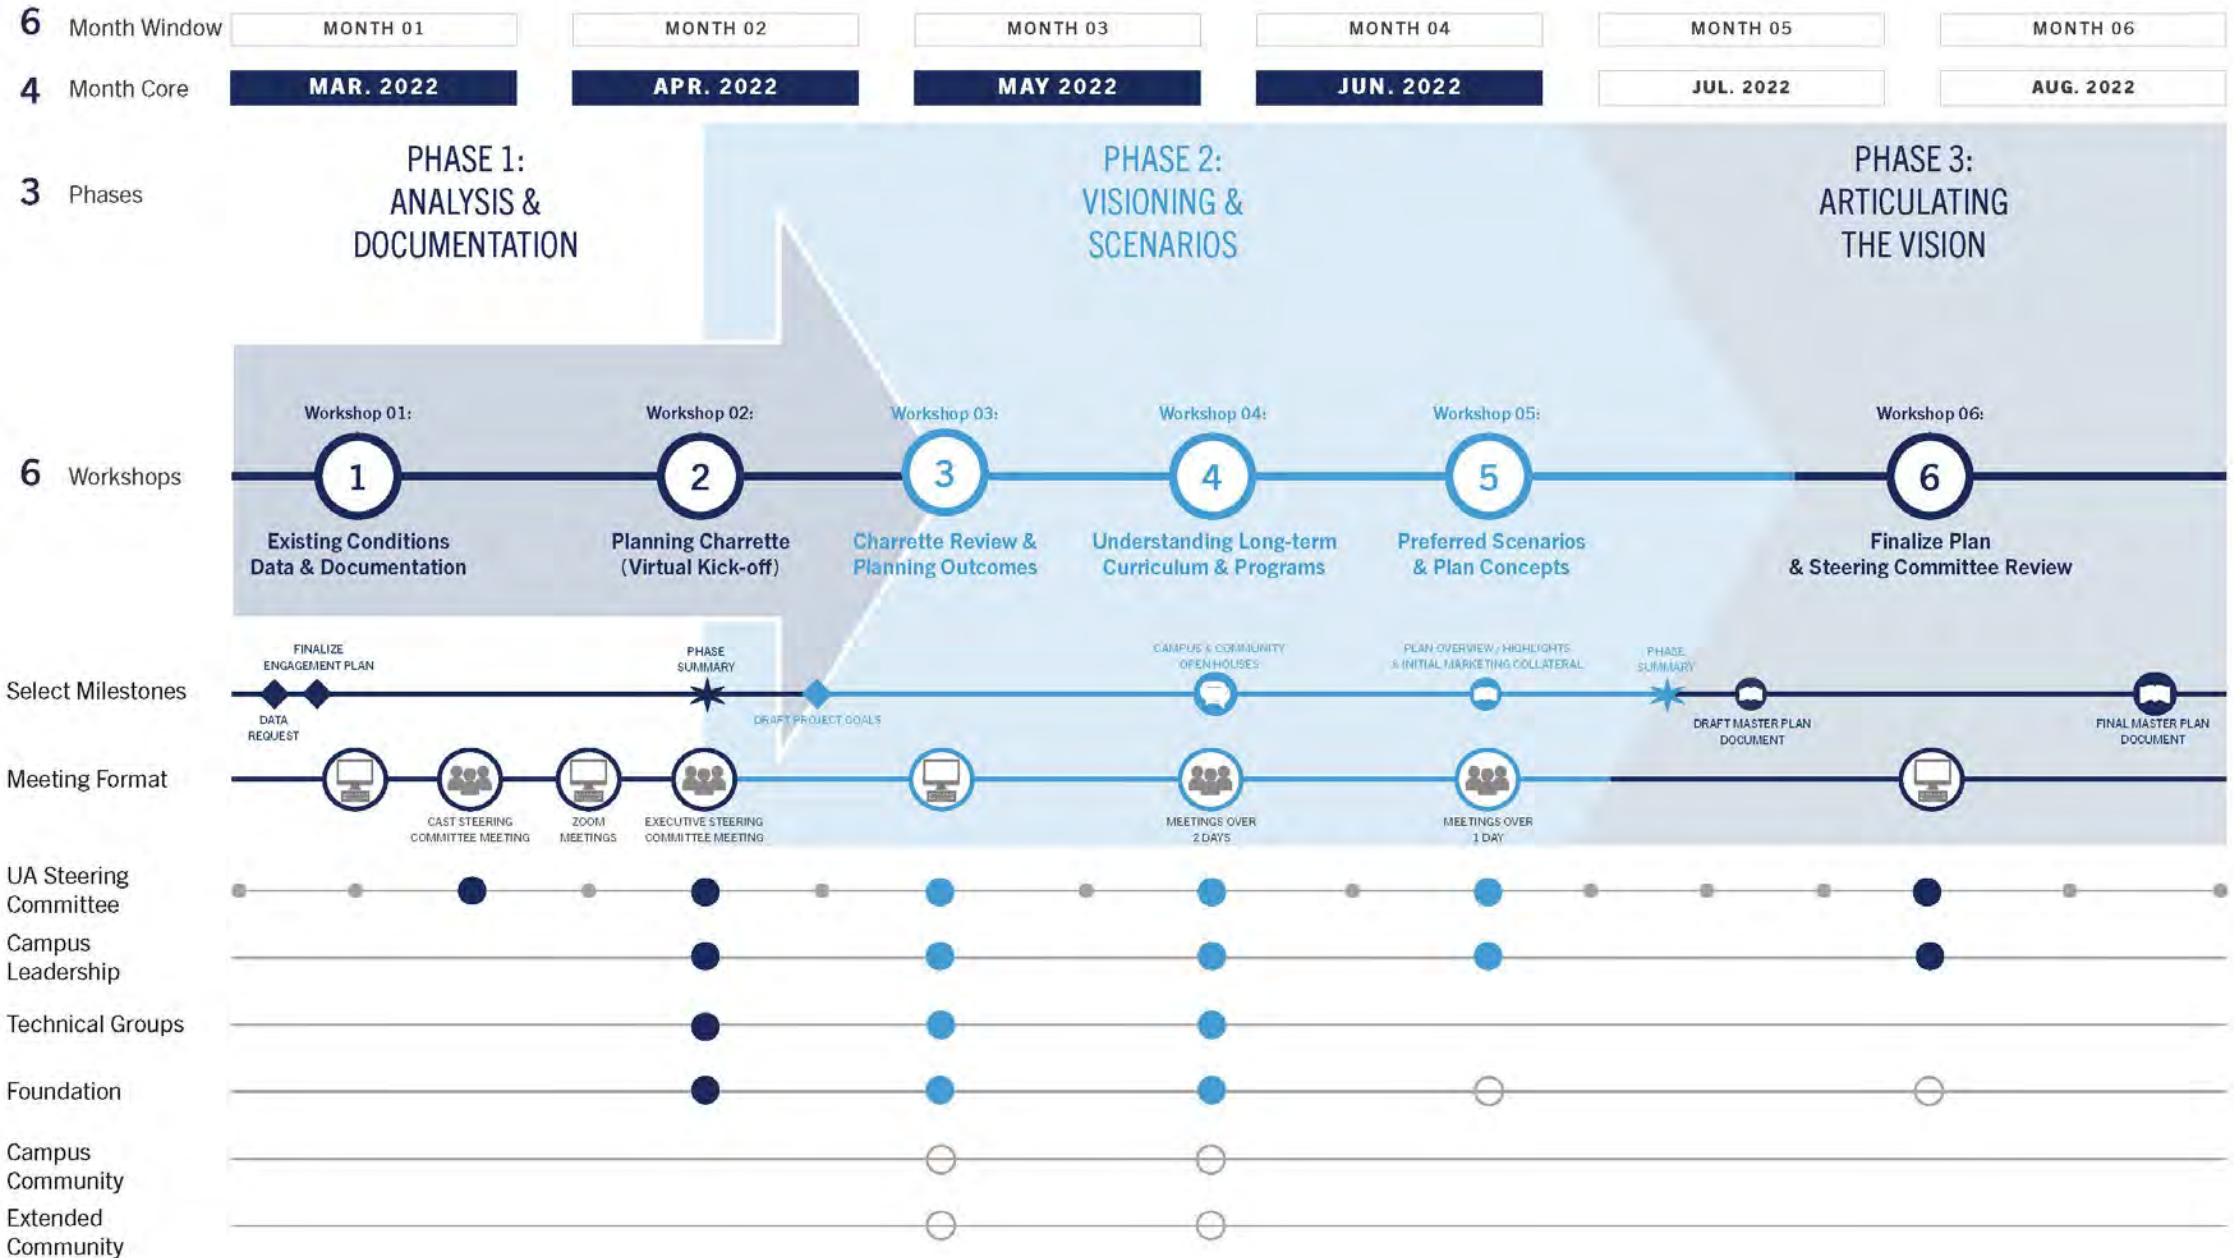 6 Month Window MONTH 01 MONTH 02 MONTH 03 MONTH 04 MONTH 05 MONTH 06
4 Month Core MAR. 2022 APR. 2022 MAY 2022 JUN. 2022 JUL. 2022 AUG. 2022
3 Phases
PHASE 1:
ANALYSIS &
DOCUMENTATION
PHASE 2:
VISIONING &
SCENARIOS
PHASE 3:
ARTICULATING
THE VISION
6 Workshops
Workshop 01:
1
Existing Conditions
Data & Documentation
Workshop 02:
2
Planning Charrette
(Virtual Kick-off)
Workshop 03:
3
Charrette Review &
Planning Outcomes
Workshop 04:
4
Understanding Long-term
Curriculum & Programs
Workshop 05:
5
Preferred Scenarios
& Plan Concepts
Workshop 06:
6
Finalize Plan
& Steering Committee Review
Select Milestones
FINALIZE
ENGAGEMENT PLAN
DATA
REQUEST
PHASE
SUMMARY
DRAFT PROJECT GOALS
CAMPUS & COMMUNITY
OPEN HOUSES
PLAN OVERVIEW / HIGHLIGHTS
& INITIAL MARKETING COLLATERAL
PHASE
SUMMARY
DRAFT MASTER PLAN
DOCUMENT
FINAL MASTER PLAN
DOCUMENT
Meeting Format
CAST STEERING
COMMITTEE MEETING
ZOOM
MEETINGS
EXECUTIVE STEERING
COMMITTEE MEETING
MEETINGS OVER
2 DAYS
MEETINGS OVER
1 DAY
UA Steering
Committee
Campus
Leadership
Technical Groups
Foundation
Campus
Community
Extended
Community